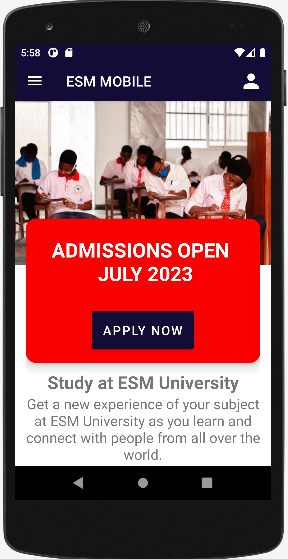 5:58
ESM MOBILE
ADMISSIONS OPEN
JULY 2023
APPLY NOW
Study at ESM University
Get a new experience of your subject
at ESM University as you learn and
connect with people from all over the
world.